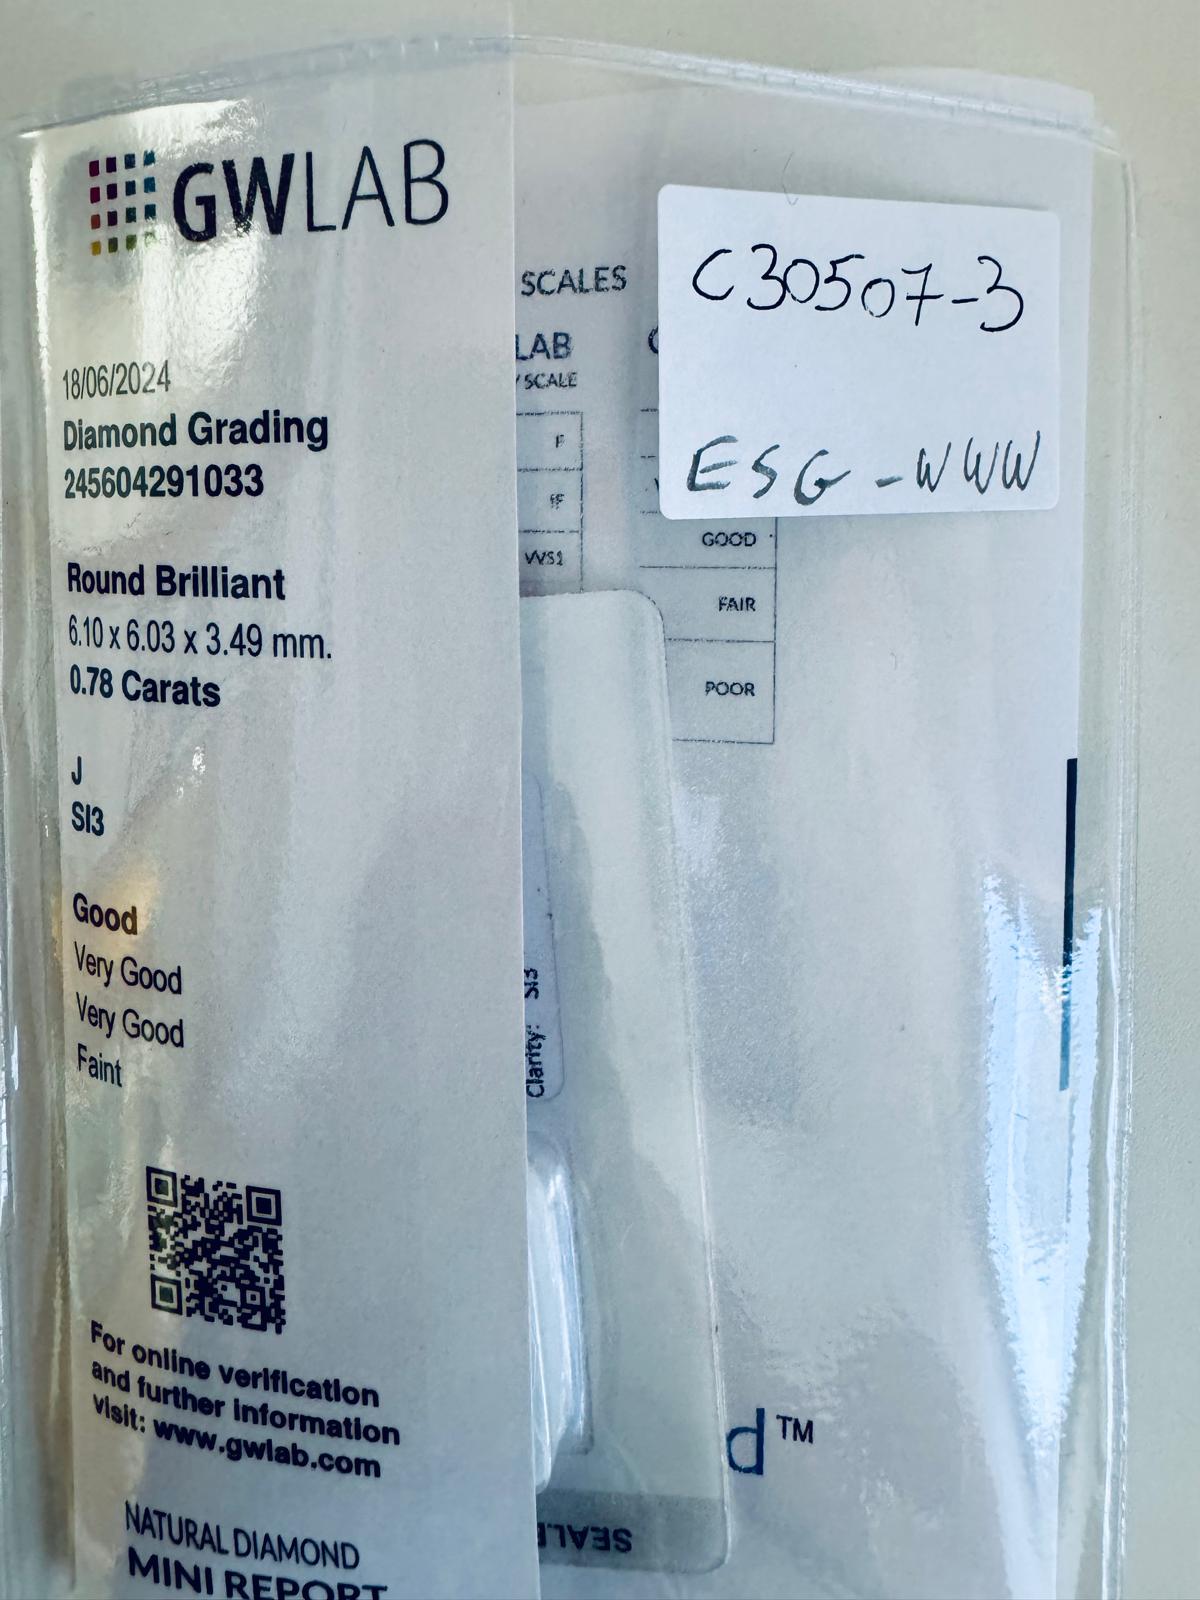 GWLAB
18/06/2024
Diamond Grading
245604291033
Round Brilliant
6.10 x 6.03 x 3.49 mm.
0.78 Carats
J
SI3
Good
Very Good
Very Good
Faint
For online verification
and further information
visit: www.gwlab.com
NATURAL DIAMOND
MINI REPORT
SCALES
LAB
SCALE
F
IF
VVS1
GOOD
FAIR
POOR
C30507-3
ESG-WWW
Clarity: SI3
d™
SEALE